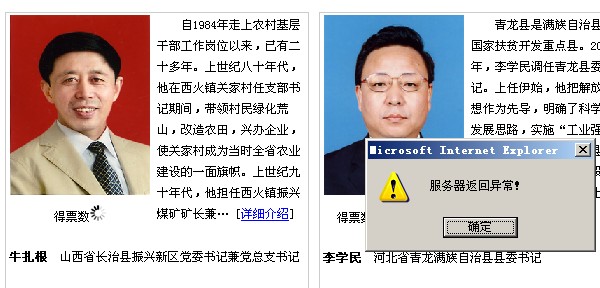 自1984年走上农村基层
干部工作岗位以来，已有二
十多年。上世纪八十年代，
他在西火镇关家村任支部书
记期间，带领村民绿化荒
山，改造农田，兴办企业，
使关家村成为当时全省农业
建设的一面旗帜。上世纪九
十年代，他担任西火镇振兴
煤矿矿长兼… [详细介绍]
得票数
牛扎根 山西省长治县振兴新区党委书记兼党总支书记
青龙县是满族自治县
国家扶贫开发重点县。20
年，李学民调任青龙县委
记。上任伊始，他把解放
想作为先导，明确了科学
发展思路，实施“工业强
得票数
李学民 河北省青龙满族自治县县委书记
Microsoft Internet Explorer
服务器返回异常!
确定